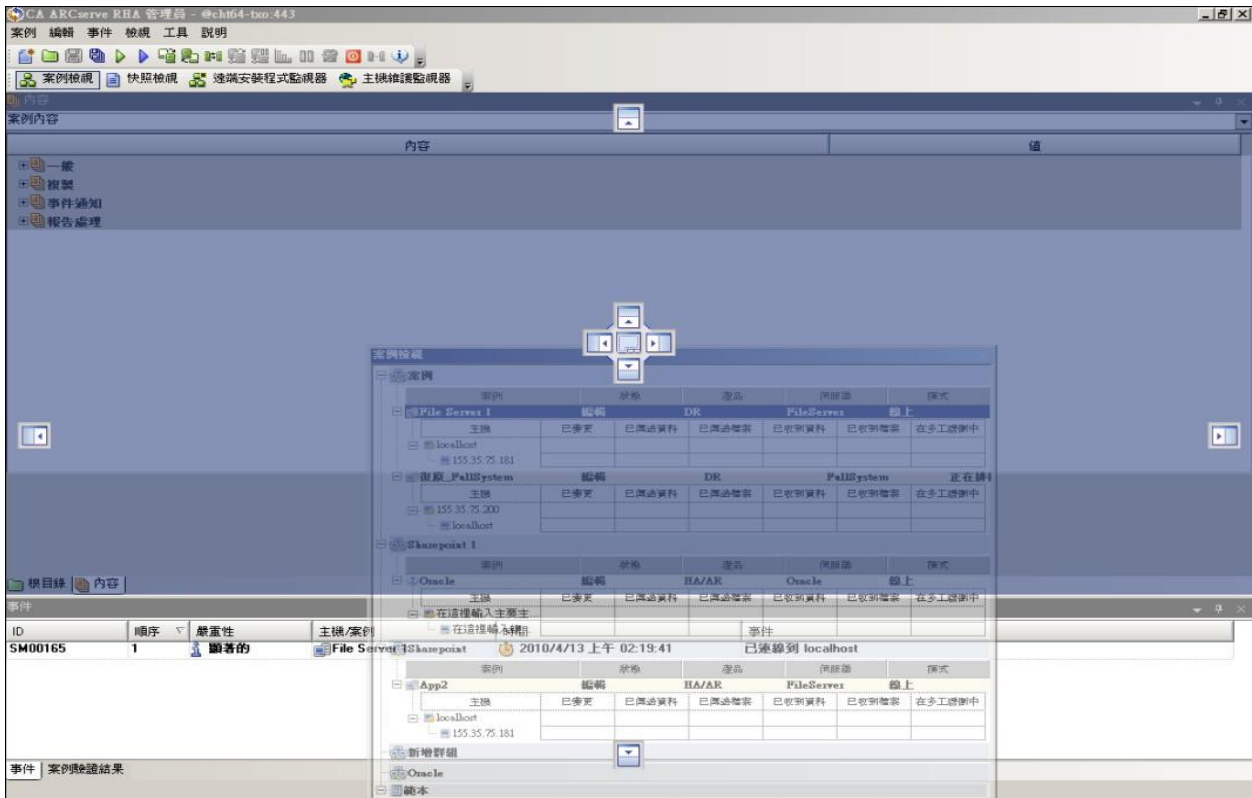 CA ARCserve RHA 管理員 - @cht64-txo:443
案例 編輯 事件 檢視 工具 說明
案例檢視 快照檢視 遠端安裝程式監視器 主機維護監視器
內容
案例內容
內容 值
一般
複製
事件通知
報告處理
案例檢視
案例
案例 狀態 產品 伺服器 模式
File Server 1 編輯 DR FileServer 線上
主機 已變更 已傳送資料 已傳送檔案 已收到資料 已收到檔案 在多工緩衝中
localhost
155.35.75.181
復原_FullSystem 編輯 DR FullSystem 正在排
主機 已變更 已傳送資料 已傳送檔案 已收到資料 已收到檔案 在多工緩衝中
155.35.75.200
localhost
Sharepoint 1
案例 狀態 產品 伺服器 模式
Oracle 編輯 HA/AR Oracle 線上
主機 已變更 已傳送資料 已傳送檔案 已收到資料 已收到檔案 在多工緩衝中
在這裡輸入主要主...
在這裡輸入
根目錄 內容
事件
ID 順序 嚴重性 主機/案例 事件
SM00165 1 顯著的 File Server 1 2010/4/13 上午 02:19:41 已連線到 localhost
Sharepoint
案例 狀態 產品 伺服器 模式
App2 編輯 HA/AR FileServer 線上
主機 已變更 已傳送資料 已傳送檔案 已收到資料 已收到檔案 在多工緩衝中
localhost
155.35.75.181
新增群組
Oracle
範本
事件 案例驗證結果